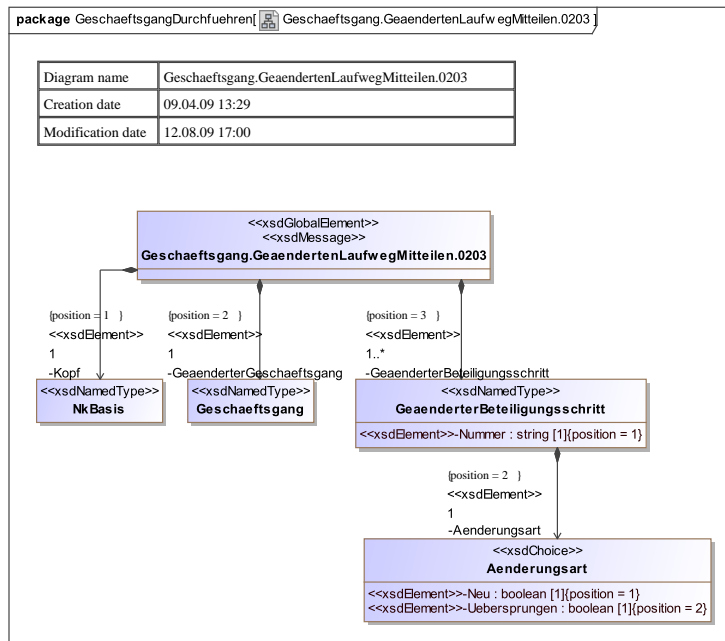 package GeschaeftsgangDurchfuehren[ Geschaeftsgang.GeaendertenLaufwegMitteilen.0203 ]
Diagram name Geschaeftsgang.GeaendertenLaufwegMitteilen.0203
Creation date 09.04.09 13:29
Modification date 12.08.09 17:00
<<xsdGlobalElement>>
<<xsdMessage>>
Geschaeftsgang.GeaendertenLaufwegMitteilen.0203
{position = 1 } {position = 2 } {position = 3 }
<<xsdElement>> <<xsdElement>> <<xsdElement>>
1 1 1..*
-Kopf -GeaenderterGeschaeftsgang -GeaenderterBeteiligungsschritt
<<xsdNamedType>> <<xsdNamedType>> <<xsdNamedType>>
NkBasis Geschaeftsgang GeaenderterBeteiligungsschritt
<<xsdElement>>-Nummer : string [1]{position = 1}
{position = 2 }
<<xsdElement>>
1
-Aenderungsart
<<xsdChoice>>
Aenderungsart
<<xsdElement>>-Neu : boolean [1]{position = 1}
<<xsdElement>>-Uebersprungen : boolean [1]{position = 2}